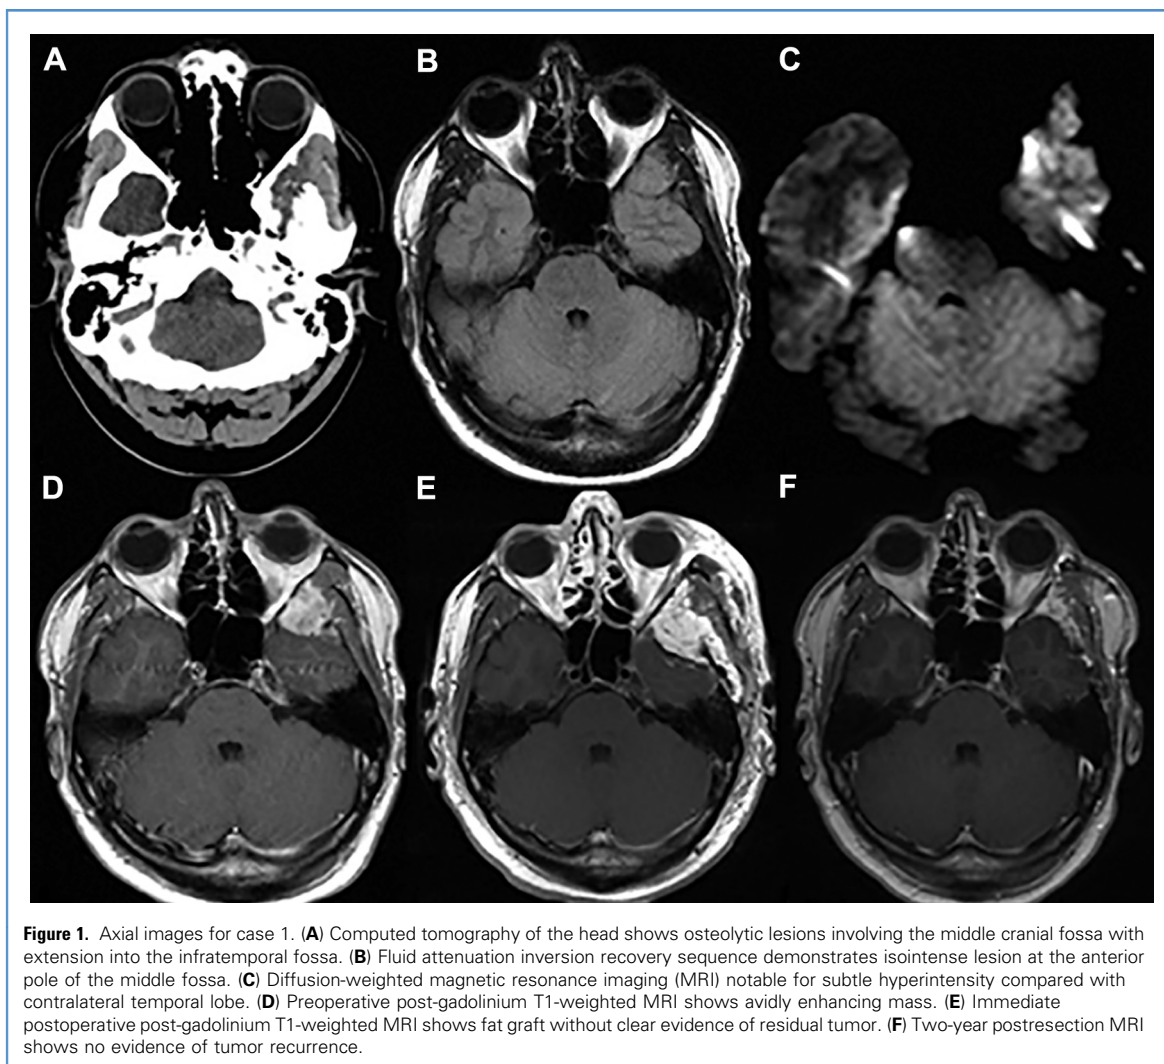 A
B
C
D
E
F
Figure 1. Axial images for case 1. (A) Computed tomography of the head shows osteolytic lesions involving the middle cranial fossa with
extension into the infratemporal fossa. (B) Fluid attenuation inversion recovery sequence demonstrates isointense lesion at the anterior
pole of the middle fossa. (C) Diffusion-weighted magnetic resonance imaging (MRI) notable for subtle hyperintensity compared with
contralateral temporal lobe. (D) Preoperative post-gadolinium T1-weighted MRI shows avidly enhancing mass. (E) Immediate
postoperative post-gadolinium T1-weighted MRI shows fat graft without clear evidence of residual tumor. (F) Two-year postresection MRI
shows no evidence of tumor recurrence.